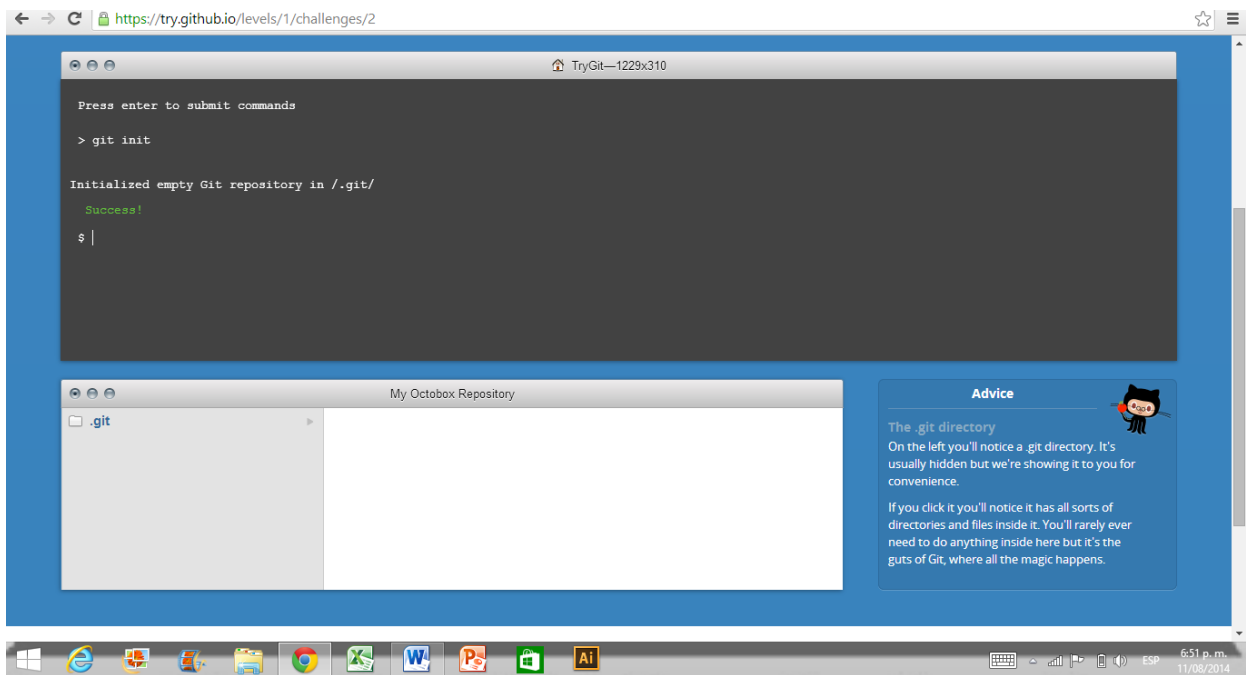 https://try.github.io/levels/1/challenges/2
TryGit—1229x310
Press enter to submit commands
> git init
Initialized empty Git repository in /.git/
Success!
$
My Octobox Repository
.git
Advice
The .git directory
On the left you'll notice a .git directory. It's
usually hidden but we're showing it to you for
convenience.
If you click it you'll notice it has all sorts of
directories and files inside it. You'll rarely ever
need to do anything inside here but it's the
guts of Git, where all the magic happens.
Ai
ESP
6:51 p. m.
11/08/2014